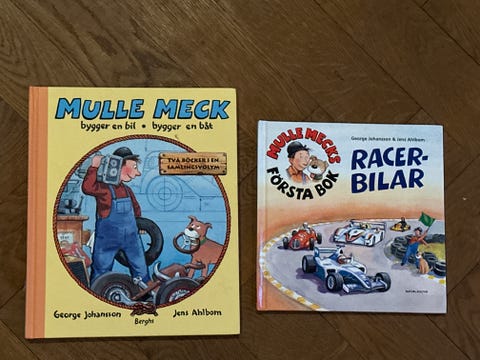 MULLE MECK
bygger en bil • bygger en båt
TVÅ BÖCKER I EN
SAMLINGSVOLYM
George Johansson
Berghs
Jens Ahlbom
George Johansson & Jens Ahlbom
MULLE MECKS
FÖRSTA BOK
RACER-
BILAR